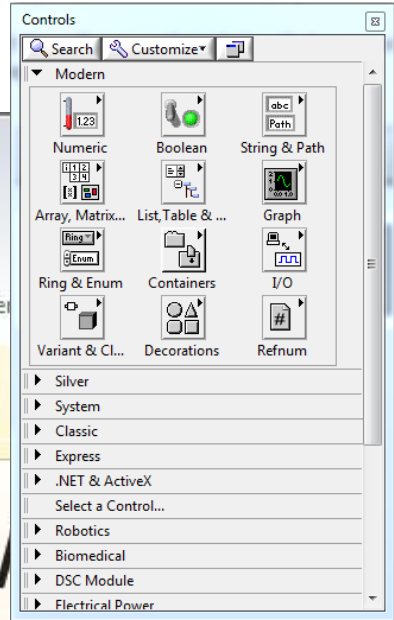 Controls
Search Customize
Modern
1.23 abc Path
Numeric Boolean String & Path
Array, Matrix... List, Table & ... Graph
Ring Enum
Ring & Enum Containers I/O
#
Variant & Cl... Decorations Refnum
Silver
System
Classic
Express
.NET & ActiveX
Select a Control...
Robotics
Biomedical
DSC Module
Electrical Power